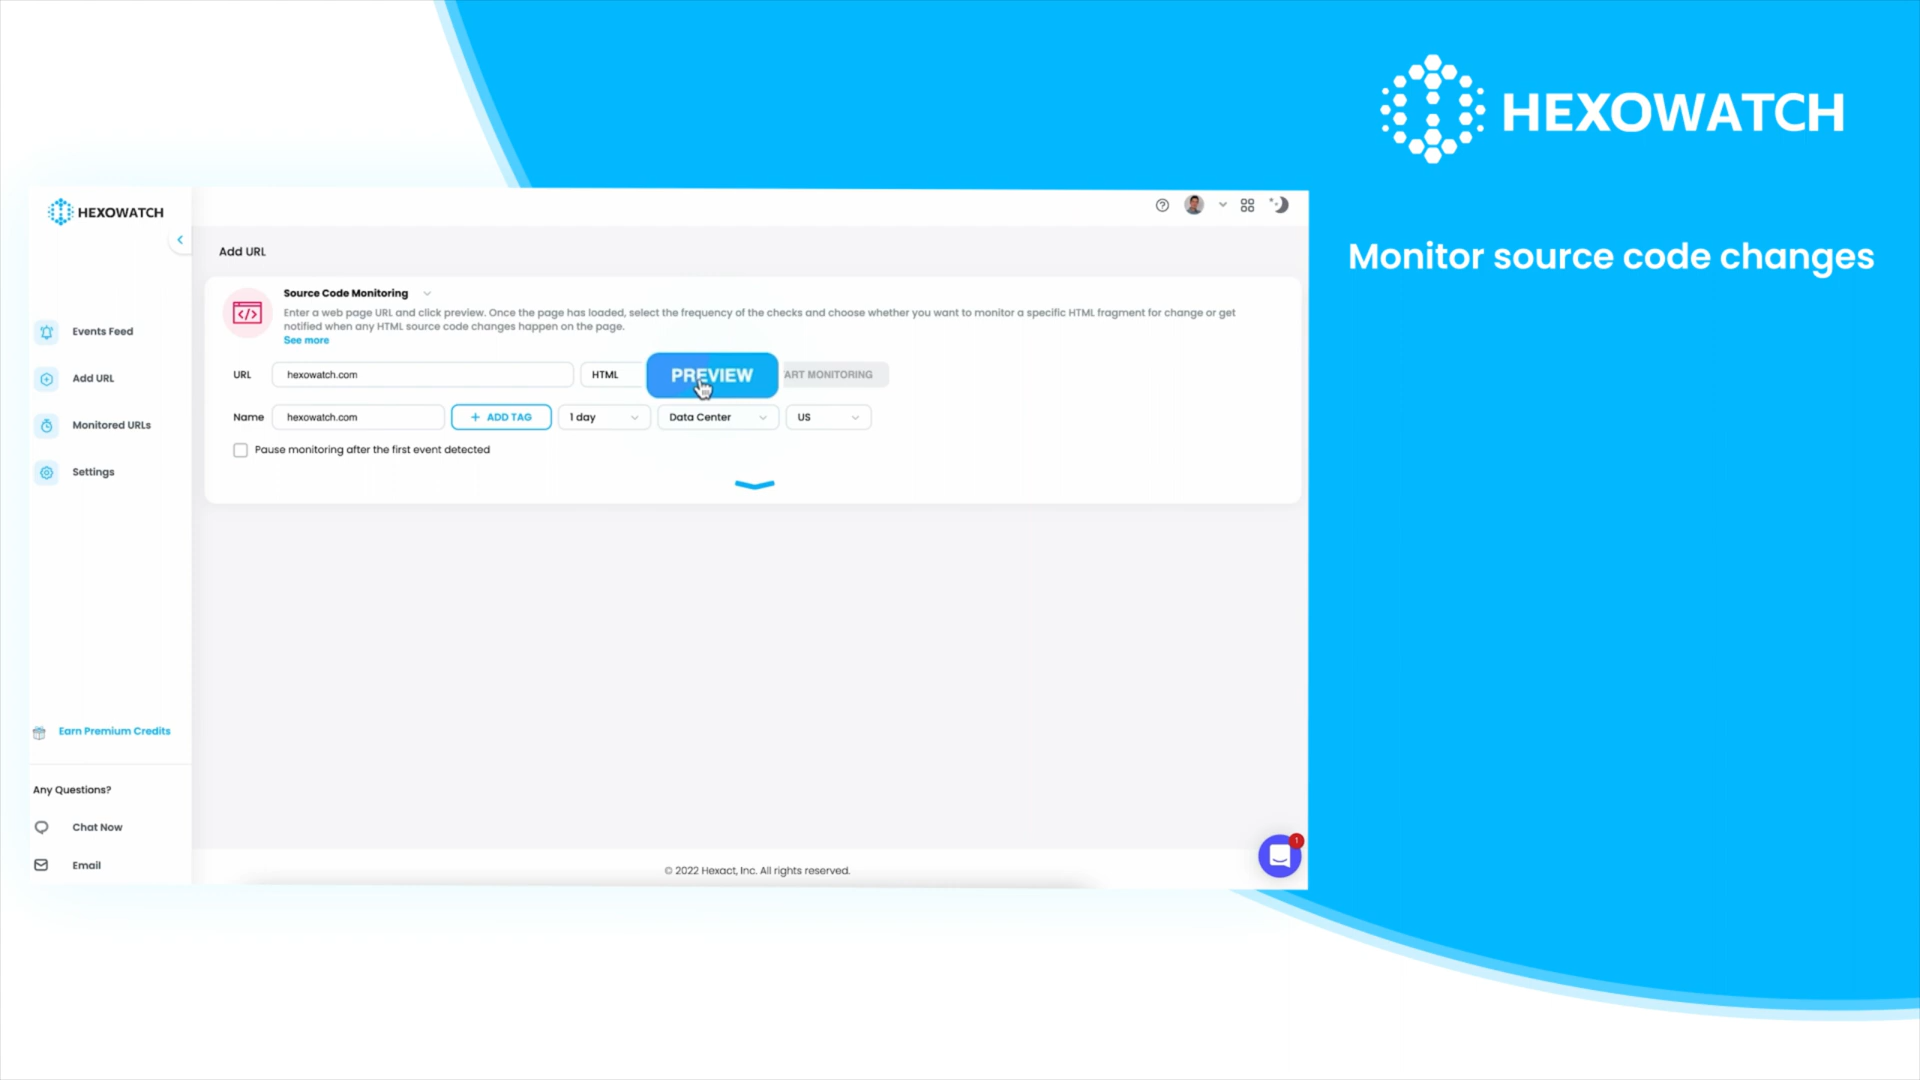 HEXOWATCH
Monitor source code changes
HEXOWATCH
Events Feed
Add URL
Monitored URLs
Settings
Earn Premium Credits
Any Questions?
Chat Now
Email
Add URL
Source Code Monitoring
Enter a web page URL and click preview. Once the page has loaded, select the frequency of the checks and choose whether you want to monitor a specific HTML fragment for change or get
notified when any HTML source code changes happen on the page.
See more
URL hexowatch.com HTML PREVIEW ART MONITORING
Name hexowatch.com + ADD TAG 1 day Data Center US
Pause monitoring after the first event detected
1
© 2022 Hexact, Inc. All rights reserved.